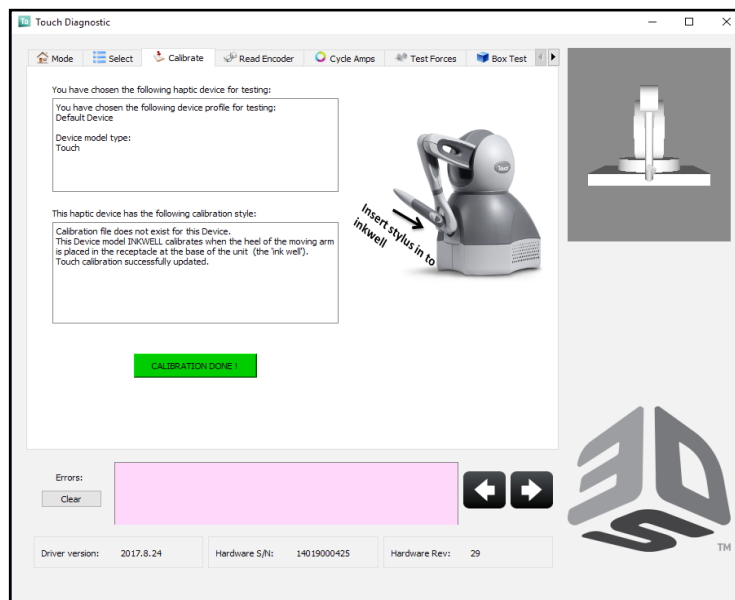 Touch Diagnostic
Mode Select Calibrate Read Encoder Cycle Amps Test Forces Box Test
You have chosen the following haptic device for testing:
You have chosen the following device profile for testing:
Default Device
Device model type:
Touch
This haptic device has the following calibration style:
Calibration file does not exist for this Device.
This Device model INKWELL calibrates when the heel of the moving arm
is placed in the receptacle at the base of the unit (the 'ink well').
Touch calibration successfully updated.
Touch
Insert stylus in to
inkwell
CALIBRATION DONE !
Errors:
Clear
3DS
TM
Driver version: 2017.8.24 Hardware S/N: 14019000425 Hardware Rev: 29